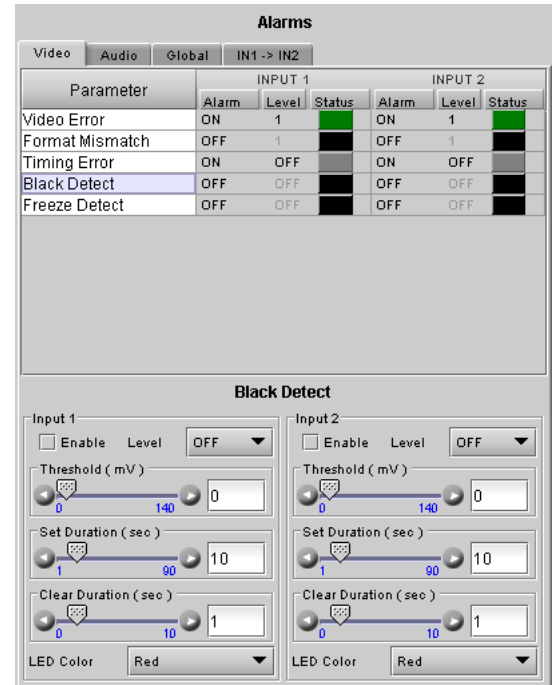 Alarms
Video Audio Global IN1 -> IN2
Parameter INPUT 1 INPUT 2
Alarm Level Status Alarm Level Status
Video Error ON 1 ON 1
Format Mismatch OFF 1 OFF 1
Timing Error ON OFF ON OFF
Black Detect OFF OFF OFF OFF
Freeze Detect OFF OFF OFF OFF
Black Detect
Input 1 Input 2
Enable Level OFF Enable Level OFF
Threshold ( mV ) Threshold ( mV )
0 140 0 0 140 0
Set Duration ( sec ) Set Duration ( sec )
1 90 10 1 90 10
Clear Duration ( sec ) Clear Duration ( sec )
0 10 1 0 10 1
LED Color Red LED Color Red